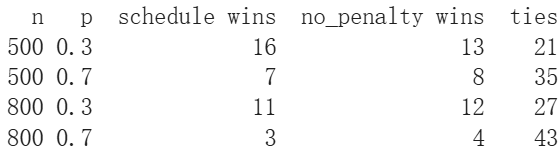 n p schedule wins no_penalty wins ties
500 0.3 16 13 21
500 0.7 7 8 35
800 0.3 11 12 27
800 0.7 3 4 43